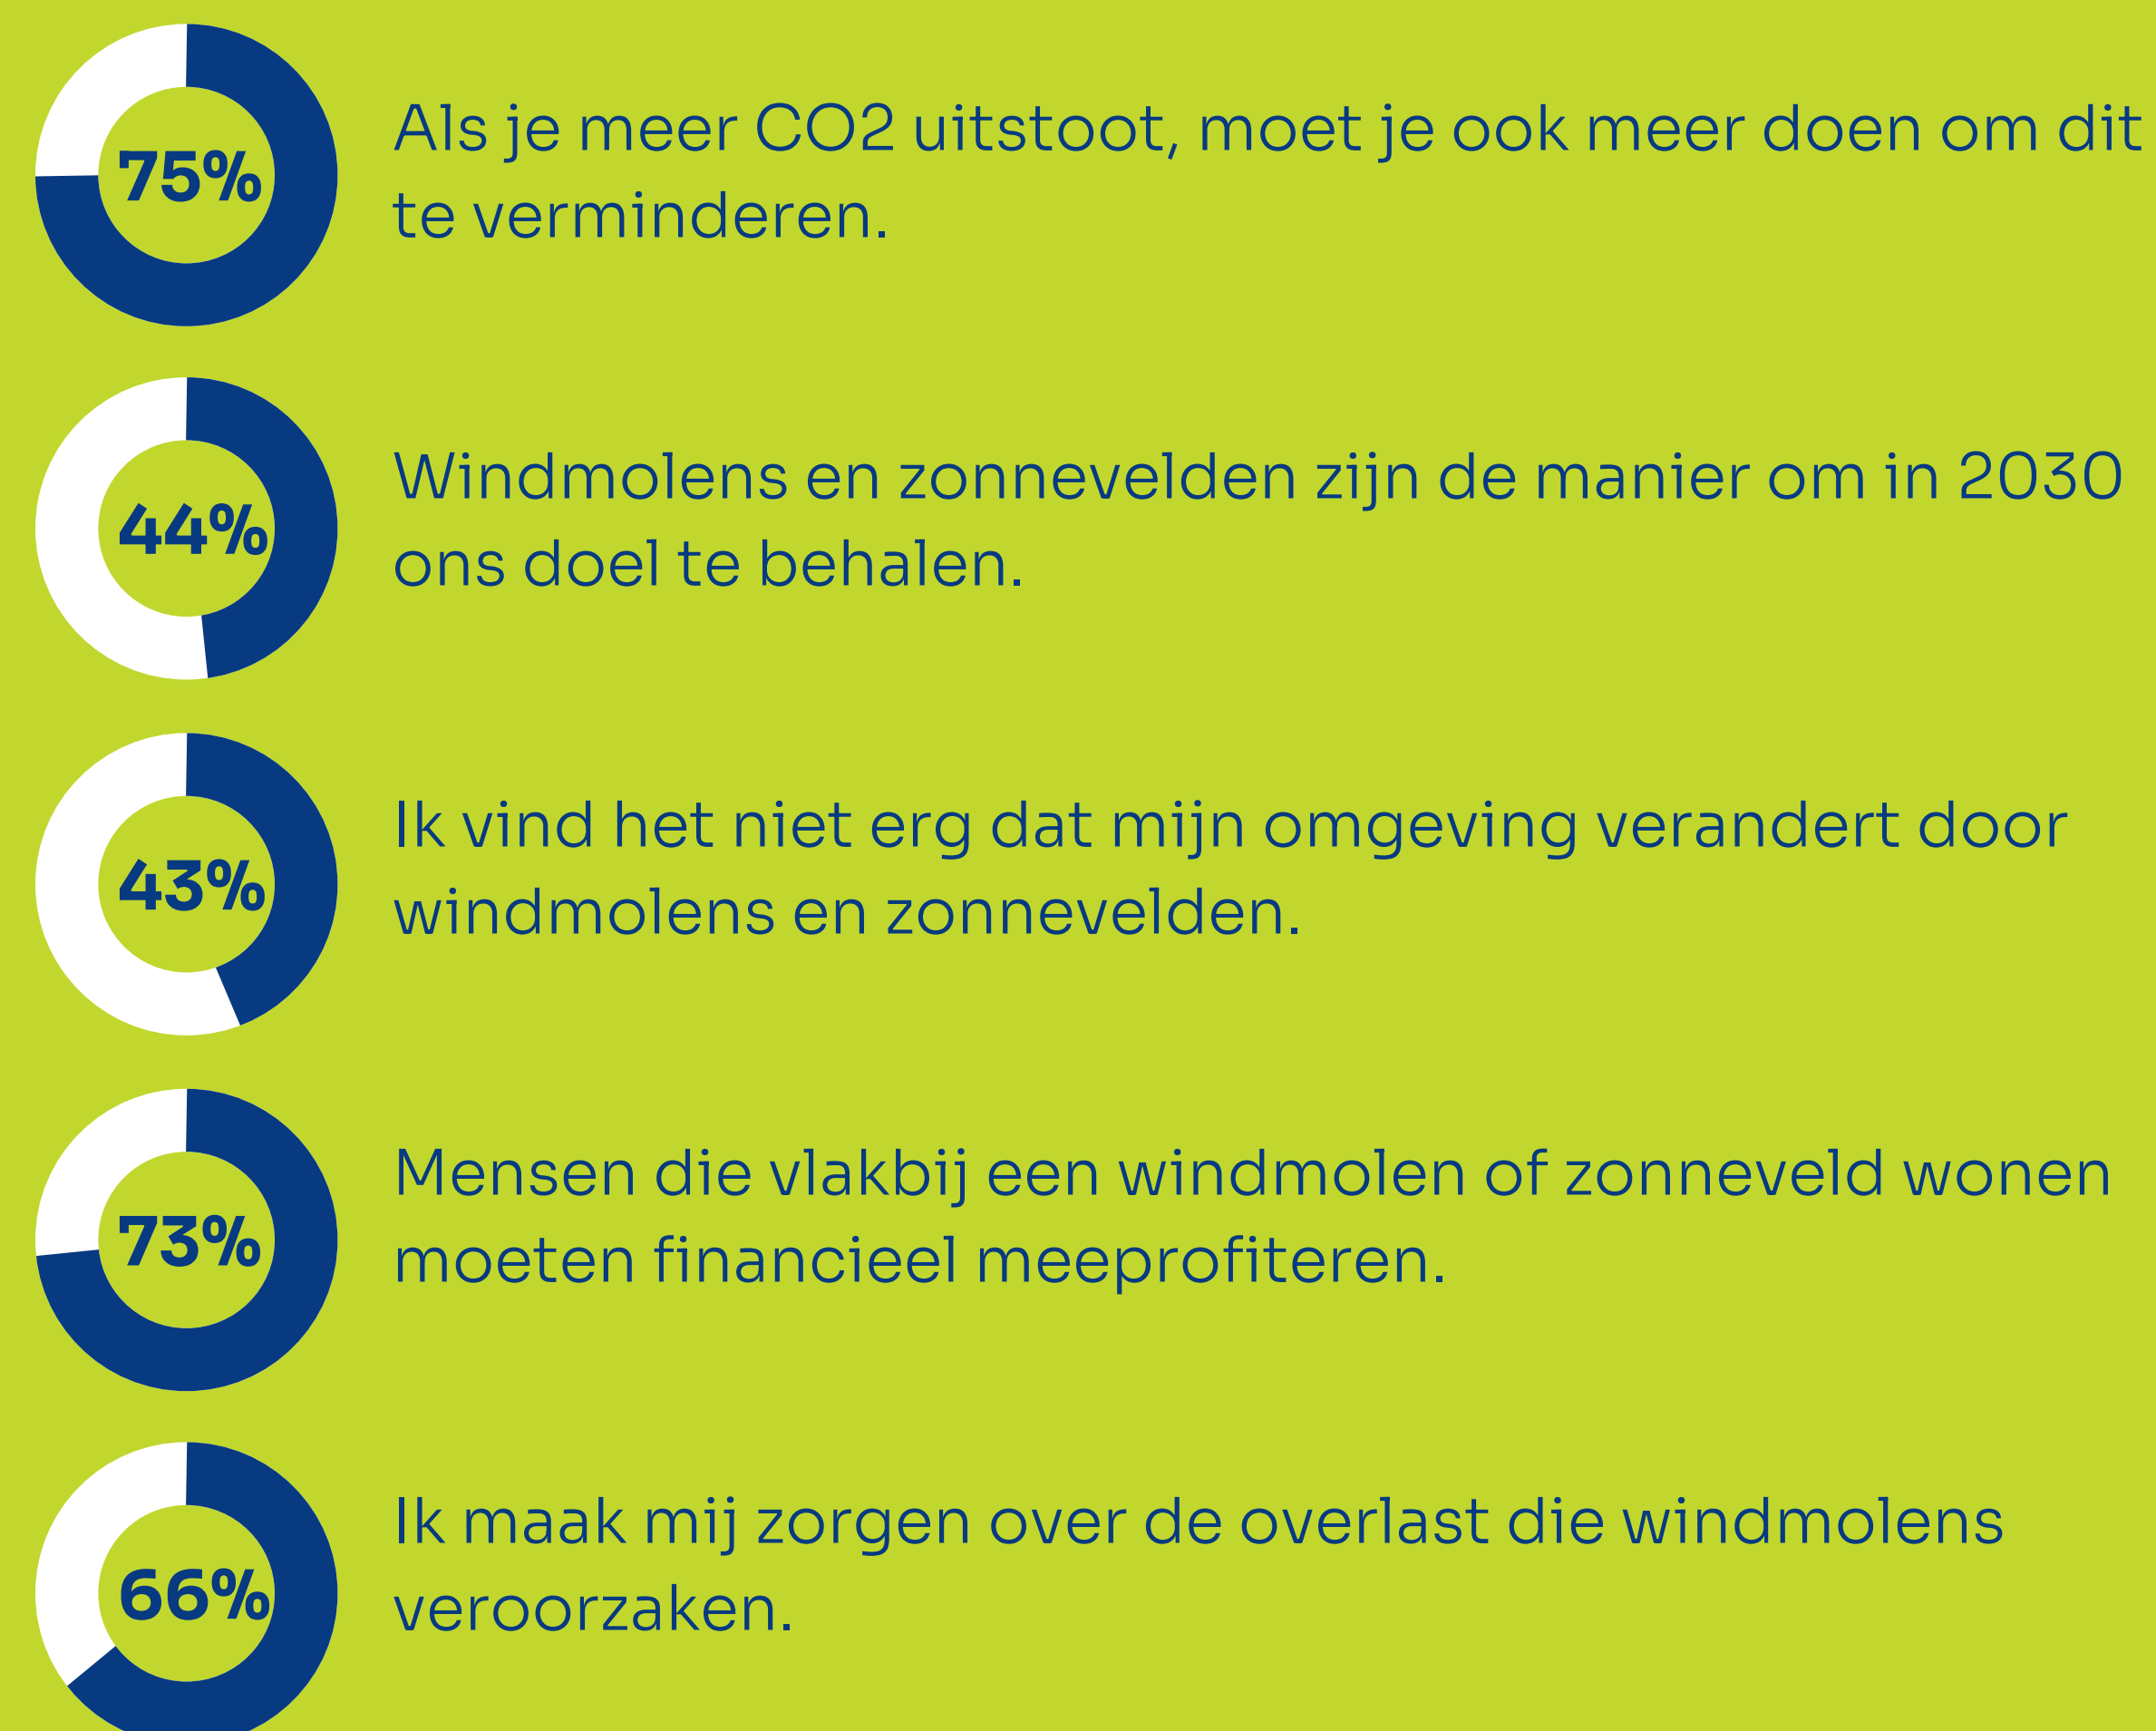 75%
Als je meer CO2 uitstoot, moet je ook meer doen om dit
te verminderen.
44%
Windmolens en zonnevelden zijn de manier om in 2030
ons doel te behalen.
43%
Ik vind het niet erg dat mijn omgeving verandert door
windmolens en zonnevelden.
73%
Mensen die vlakbij een windmolen of zonneveld wonen
moeten financieel meeprofiteren.
66%
Ik maak mij zorgen over de overlast die windmolens
veroorzaken.